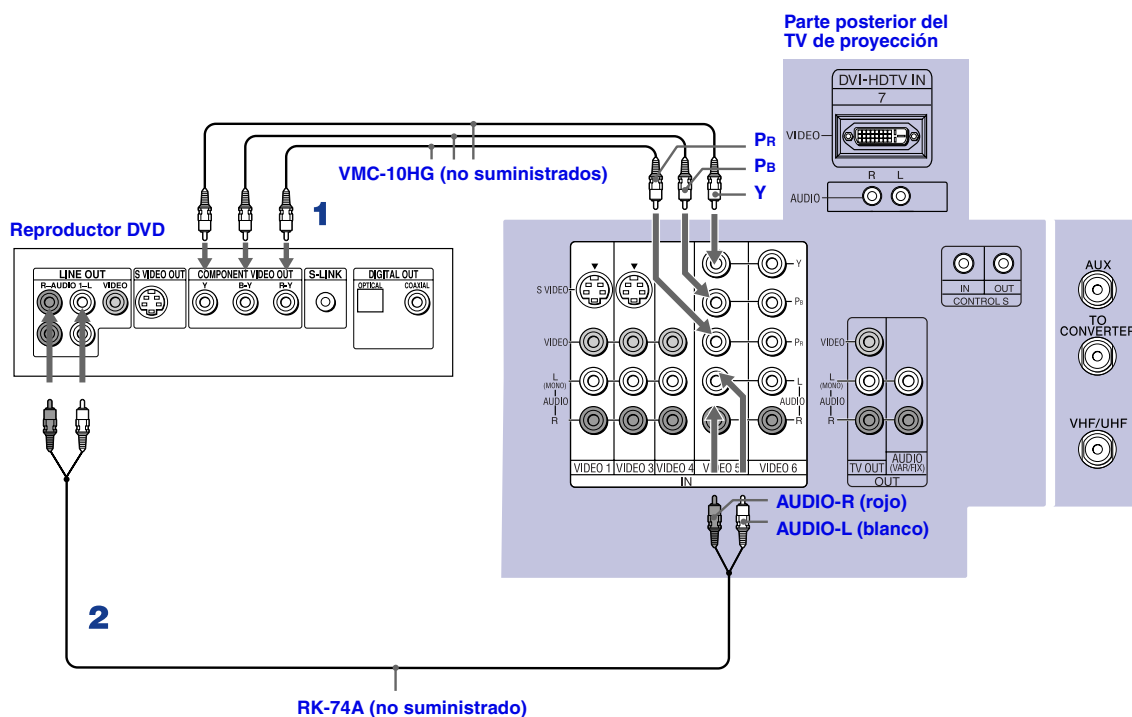 Parte posterior del
TV de proyección
DVI-HDTV IN
7
VIDEO
R L
AUDIO
PR
PB
Y
VMC-10HG (no suministrados)
1
Reproductor DVD
LINE OUT
R–AUDIO 1–L VIDEO
S VIDEO OUT
COMPONENT VIDEO OUT
Y B-Y R-Y
S-LINK
DIGITAL OUT
OPTICAL COAXIAL
S VIDEO
VIDEO
L
(MONO)
AUDIO
R
Y
PB
PR
L
AUDIO
R
VIDEO 1 VIDEO 3 VIDEO 4 VIDEO 5 VIDEO 6
IN
IN OUT
CONTROL S
VIDEO
L
(MONO)
AUDIO
R
TV OUT
AUDIO
(VAR/FIX)
OUT
AUX
TO
CONVERTER
VHF/UHF
AUDIO-R (rojo)
AUDIO-L (blanco)
2
RK-74A (no suministrado)